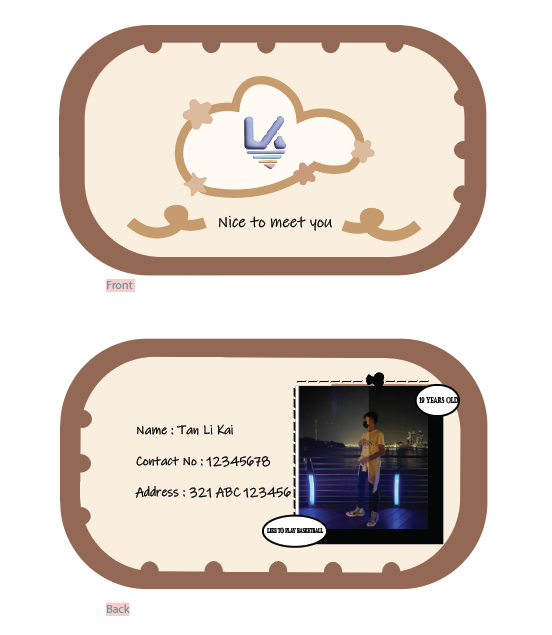 Nice to meet you
Front
19 YEARS OLD
Name : Tan Li Kai
Contact No : 12345678
Address : 321 ABC 123456
LIKE TO PLAY BASKETBALL
Back